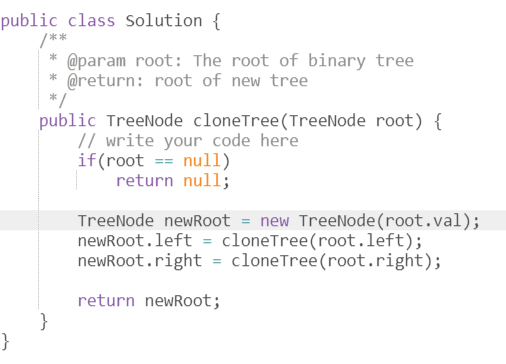 public class Solution {
    /**
     * @param root: The root of binary tree
     * @return: root of new tree
     */
    public TreeNode cloneTree(TreeNode root) {
        // write your code here
        if(root == null)
            return null;
        TreeNode newRoot = new TreeNode(root.val);
        newRoot.left = cloneTree(root.left);
        newRoot.right = cloneTree(root.right);
        return newRoot;
    }
}